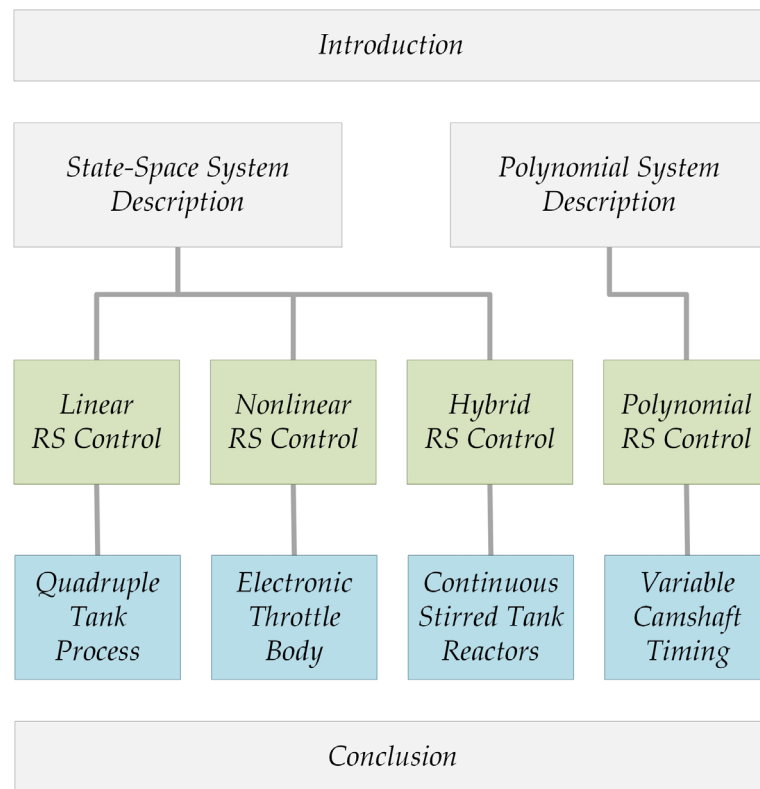 Introduction
State-Space System
Description
Polynomial System
Description
Linear
RS Control
Nonlinear
RS Control
Hybrid
RS Control
Polynomial
RS Control
Quadruple
Tank
Process
Electronic
Throttle
Body
Continuous
Stirred Tank
Reactors
Variable
Camshaft
Timing
Conclusion